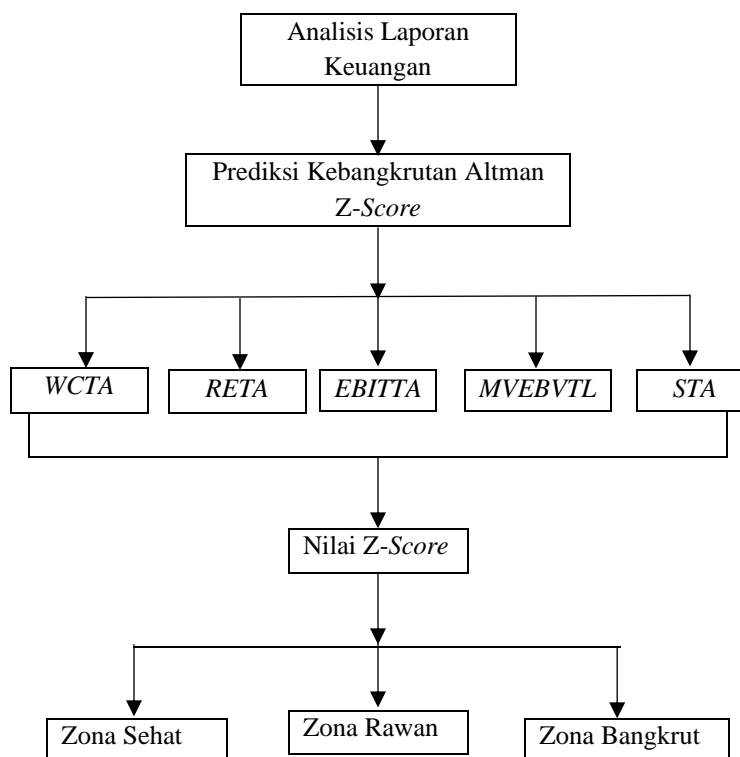 Analisis Laporan
Keuangan
Prediksi Kebangkrutan Altman
Z-Score
WCTA
RETA
EBITTA
MVEBVTL
STA
Nilai Z-Score
Zona Sehat
Zona Rawan
Zona Bangkrut